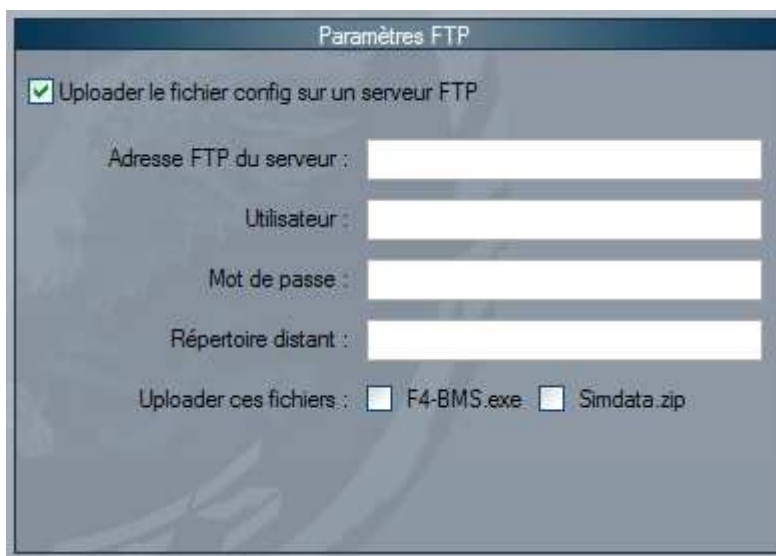 Paramètres FTP
Uploader le fichier config sur un serveur FTP
Adresse FTP du serveur :
Utilisateur :
Mot de passe :
Répertoire distant :
Uploader ces fichiers : F4-BMS.exe Simdata.zip